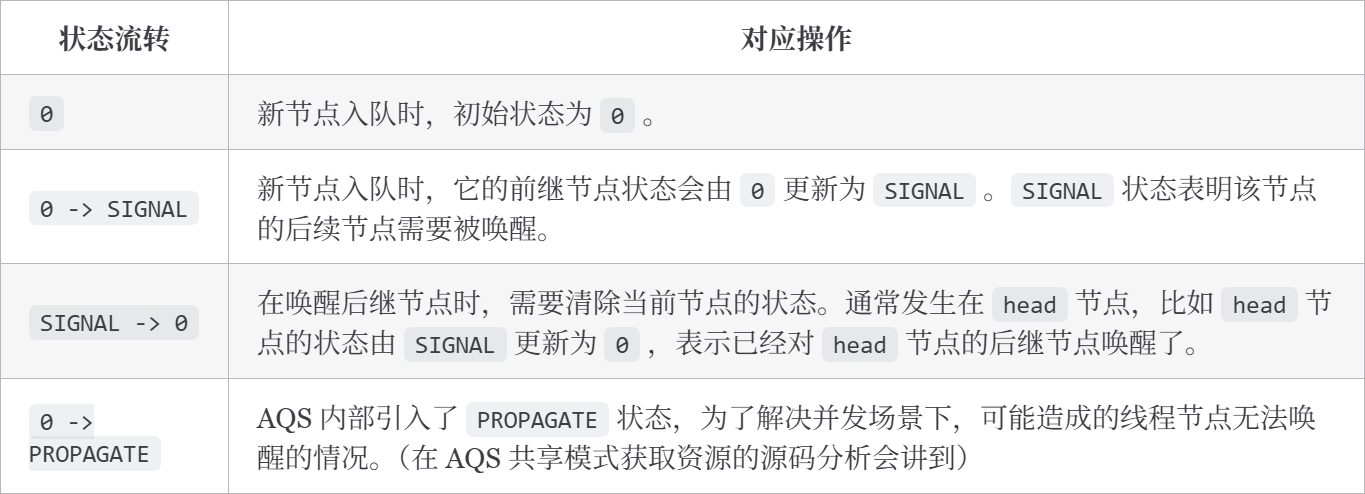 状态流转 对应操作
0 新节点入队时，初始状态为 0 。
0 -> SIGNAL 新节点入队时，它的前继节点状态会由 0 更新为 SIGNAL 。SIGNAL 状态表明该节点
的后续节点需要被唤醒。
SIGNAL -> 0 在唤醒后继节点时，需要清除当前节点的状态。通常发生在 head 节点，比如 head 节
点的状态由 SIGNAL 更新为 0 ，表示已经对 head 节点的后继节点唤醒了。
0 ->
PROPAGATE
AQS 内部引入了 PROPAGATE 状态，为了解决并发场景下，可能造成的线程节点无法唤
醒的情况。（在 AQS 共享模式获取资源的源码分析会讲到）